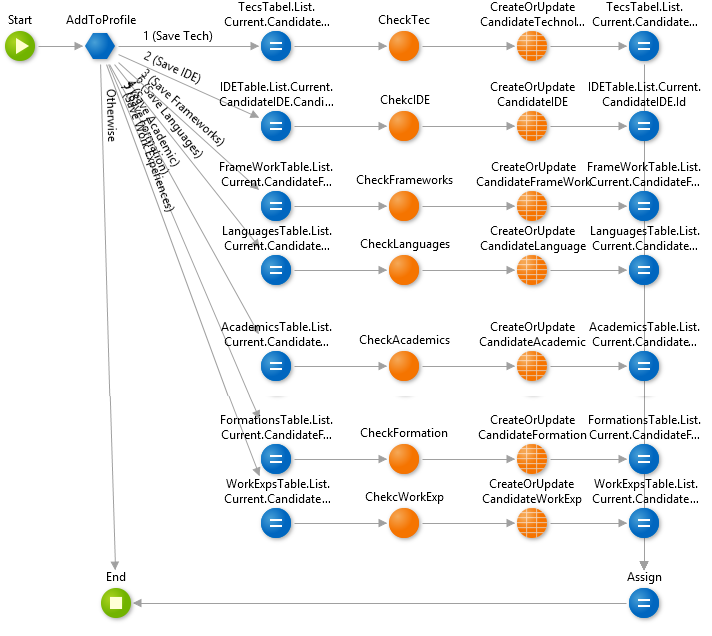 Start
AddToProfile
1 (Save Tech)
2 (Save IDE)
3 (Save Frameworks)
6 (Save Languages)
(Save Academic)
Formation)
(Save Work Experiences)
Otherwise
TecsTabel.List.
Current.Candidate...
CheckTec
CreateOrUpdate
CandidateTechnol...
TecsTabel.List.
Current.Candidate...
IDETable.List.Current.
CandidateIDE.Candi...
ChekcIDE
CreateOrUpdate
CandidateIDE
IDETable.List.Current.
CandidateIDE.Id
FrameWorkTable.List.
Current.CandidateF...
CheckFrameworks
CreateOrUpdate
CandidateFrameWork
FrameWorkTable.List.
Current.CandidateF...
LanguagesTable.List.
Current.Candidate...
CheckLanguages
CreateOrUpdate
CandidateLanguage
LanguagesTable.List.
Current.Candidate...
AcademicsTable.List.
Current.Candidate...
CheckAcademics
CreateOrUpdate
CandidateAcademic
AcademicsTable.List.
Current.Candidate...
FormationsTable.List.
Current.CandidateF...
CheckFormation
CreateOrUpdate
CandidateFormation
FormationsTable.List.
Current.CandidateF...
WorkExpsTable.List.
Current.Candidate...
ChekcWorkExp
CreateOrUpdate
CandidateWorkExp
WorkExpsTable.List.
Current.Candidate...
End
Assign